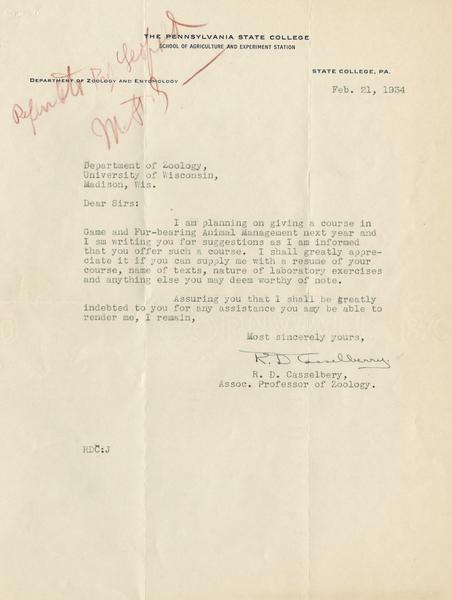 THE PENNSYLVANIA STATE COLLEGE
SCHOOL OF AGRICULTURE AND EXPERIMENT STATION
DEPARTMENT OF ZOOLOGY AND ENTOMOLOGY
STATE COLLEGE, PA.
Refer to Prof Leopold
Feb. 21, 1934
Department of Zoology,
University of Wisconsin,
Madison, Wis.
Dear Sirs:
I am planning on giving a course in
Game and Fur-bearing Animal Management next year and
I am writing you for suggestions as I am informed
that you offer such a course. I shall greatly appre-
ciate it if you can supply me with a resume of your
course, name of texts, nature of laboratory exercises
and anything else you may deem worthy of note.
Assuring you that I shall be greatly
indebted to you for any assistance you amy be able to
render me, I remain,
Most sincerely yours,
R. D Casselberry.
R. D. Casselbery,
Assoc. Professor of Zoology.
RDC:J